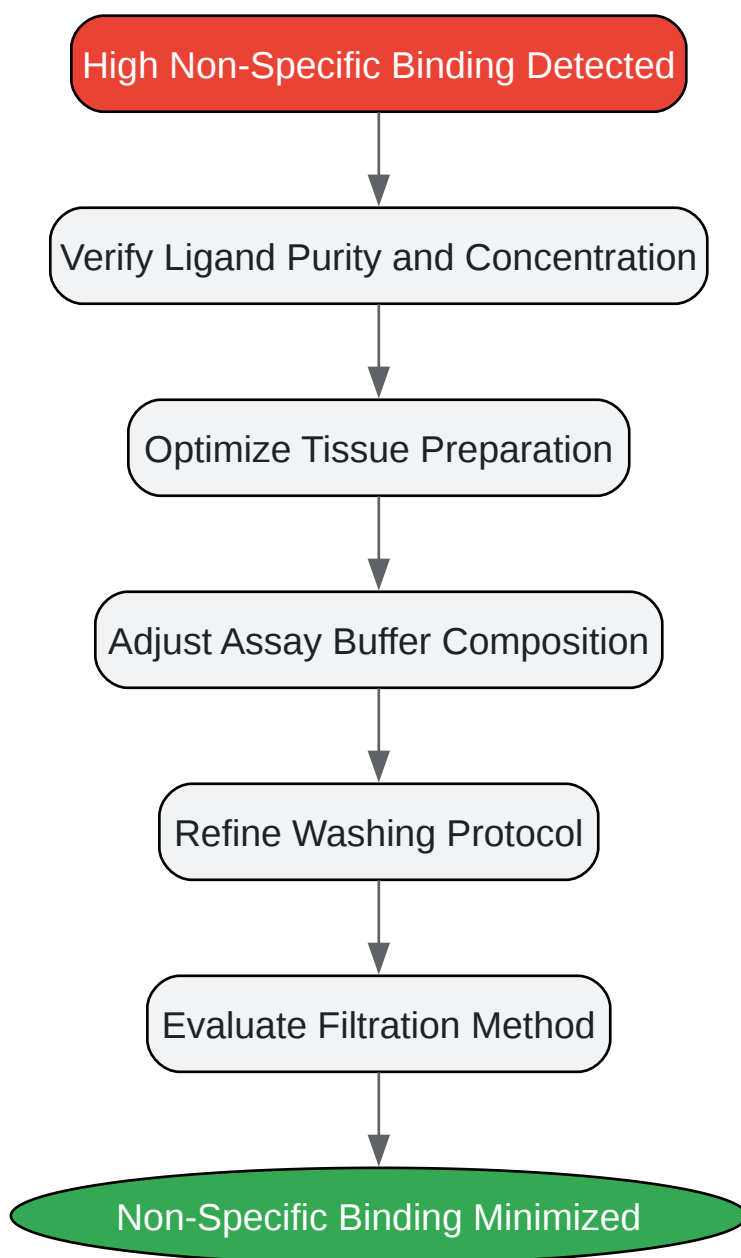 High Non-Specific Binding Detected
Verify Ligand Purity and Concentration
Optimize Tissue Preparation
Adjust Assay Buffer Composition
Refine Washing Protocol
Evaluate Filtration Method
Non-Specific Binding Minimized